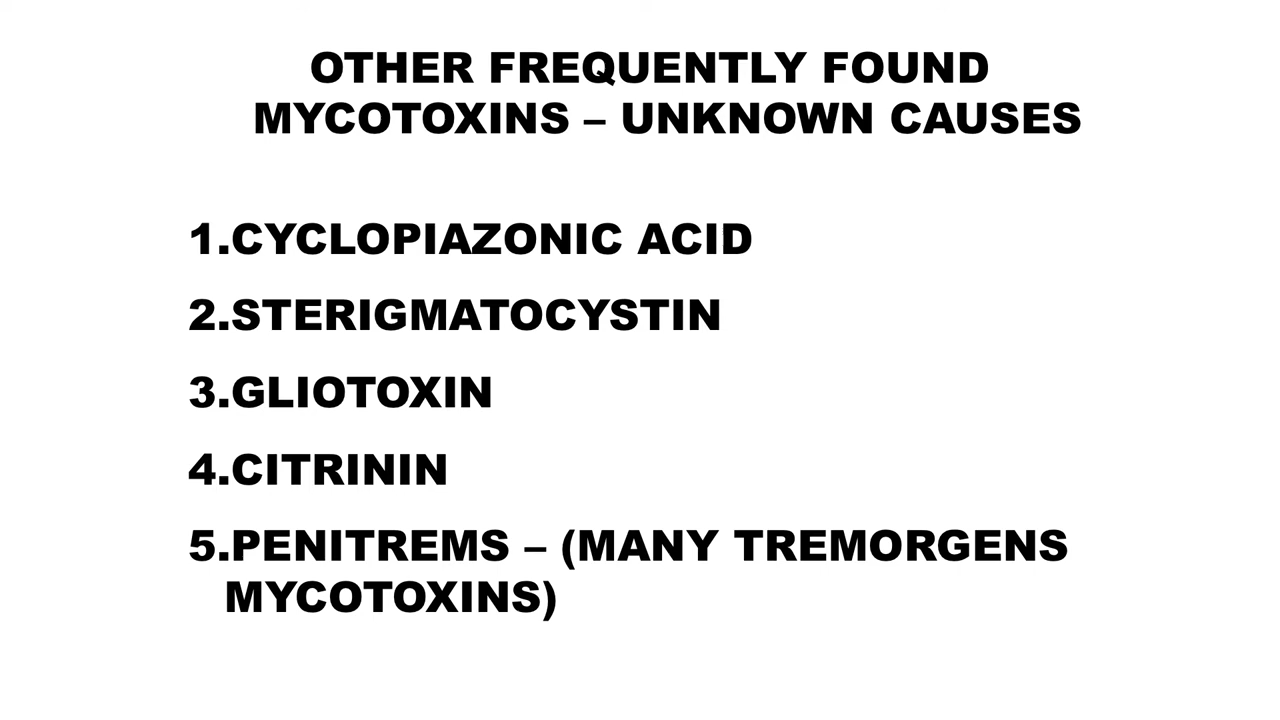 OTHER FREQUENTLY FOUND
MYCOTOXINS – UNKNOWN CAUSES
1.CYCLOPIAZONIC ACID
2.STERIGMATOCYSTIN
3.GLIOTOXIN
4.CITRININ
5.PENITREMS – (MANY TREMORGENS
MYCOTOXINS)